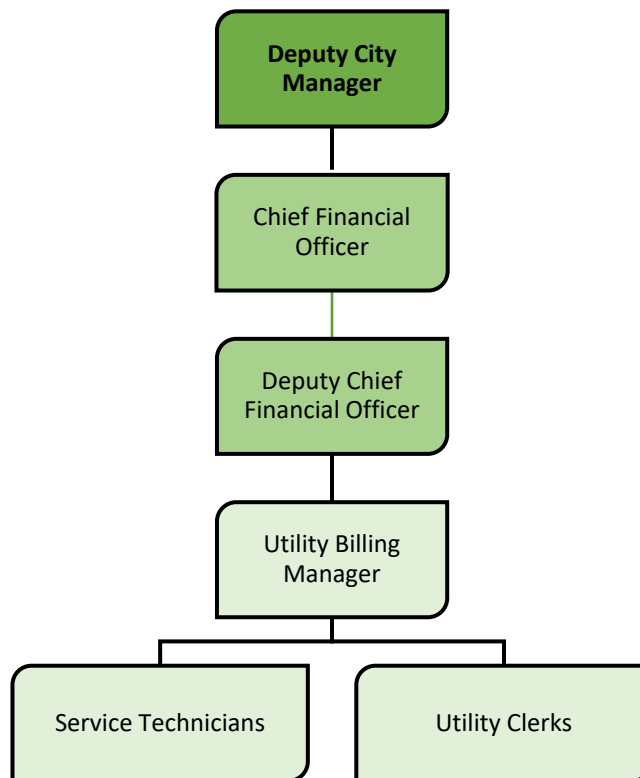 Deputy City
Manager
Chief Financial
Officer
Deputy Chief
Financial Officer
Utility Billing
Manager
Service Technicians
Utility Clerks